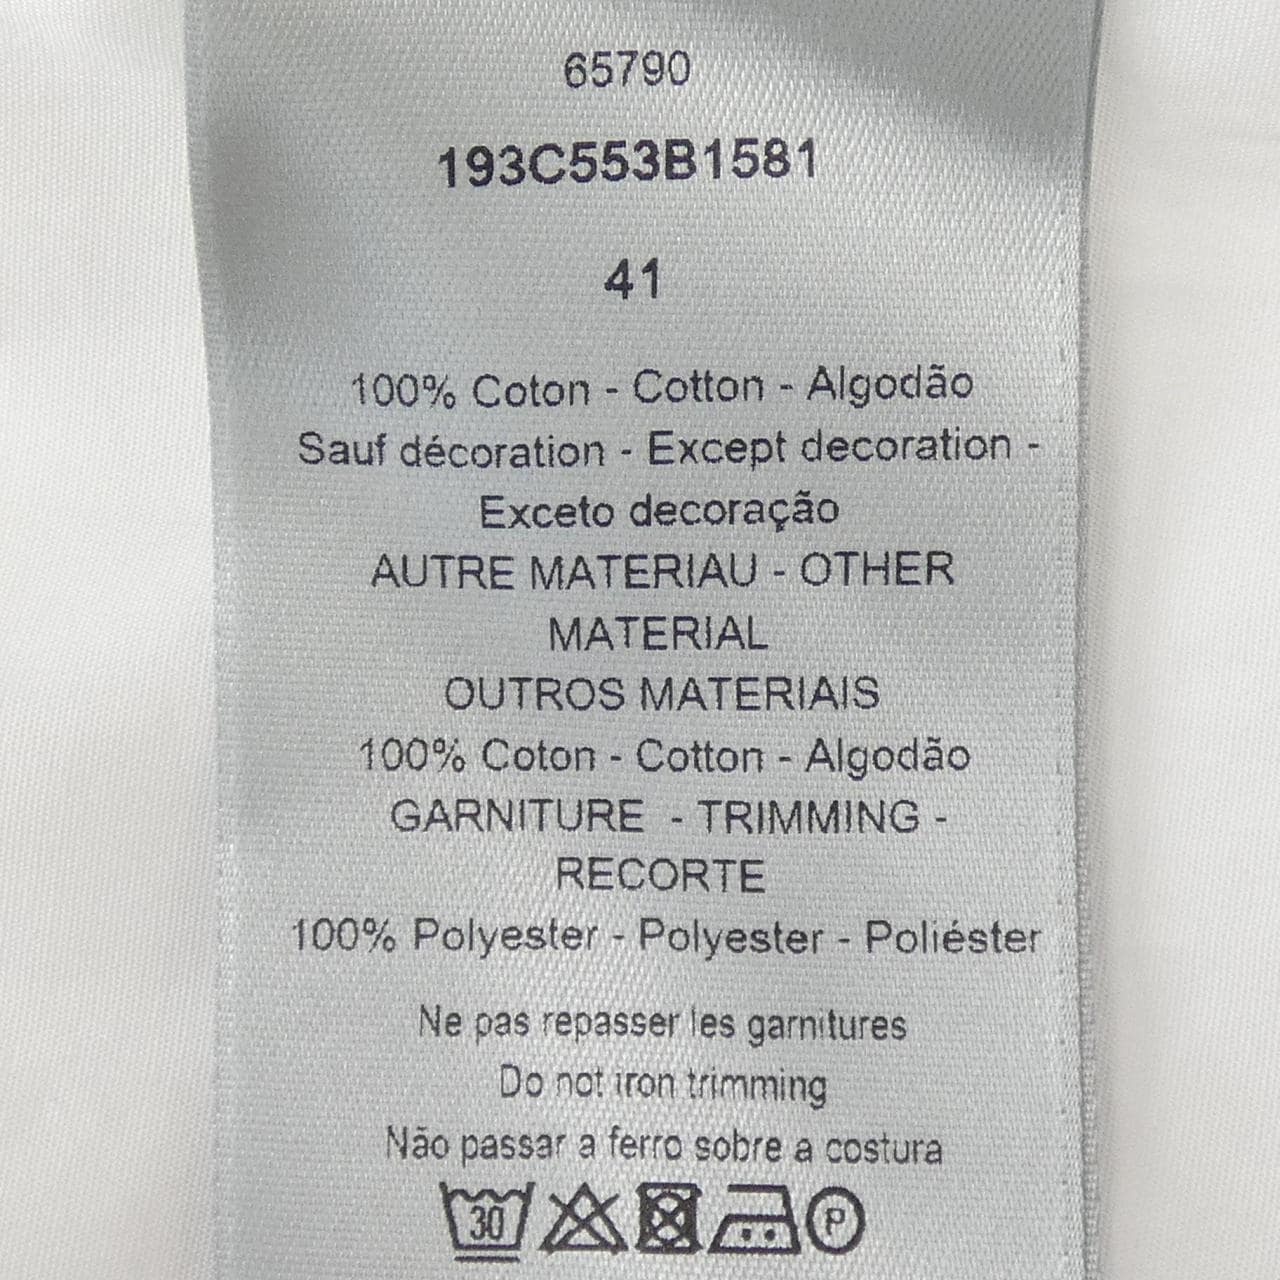 65790
193C553B1581
41
100% Coton - Cotton - Algodão
Sauf décoration - Except decoration -
Exceto decoração
AUTRE MATERIAU - OTHER
MATERIAL
OUTROS MATERIAIS
100% Coton - Cotton - Algodão
GARNITURE - TRIMMING -
RECORTE
100% Polyester - Polyester - Poliéster
Ne pas repasser les garnitures
Do not iron trimming
Não passar a ferro sobre a costura
30 P